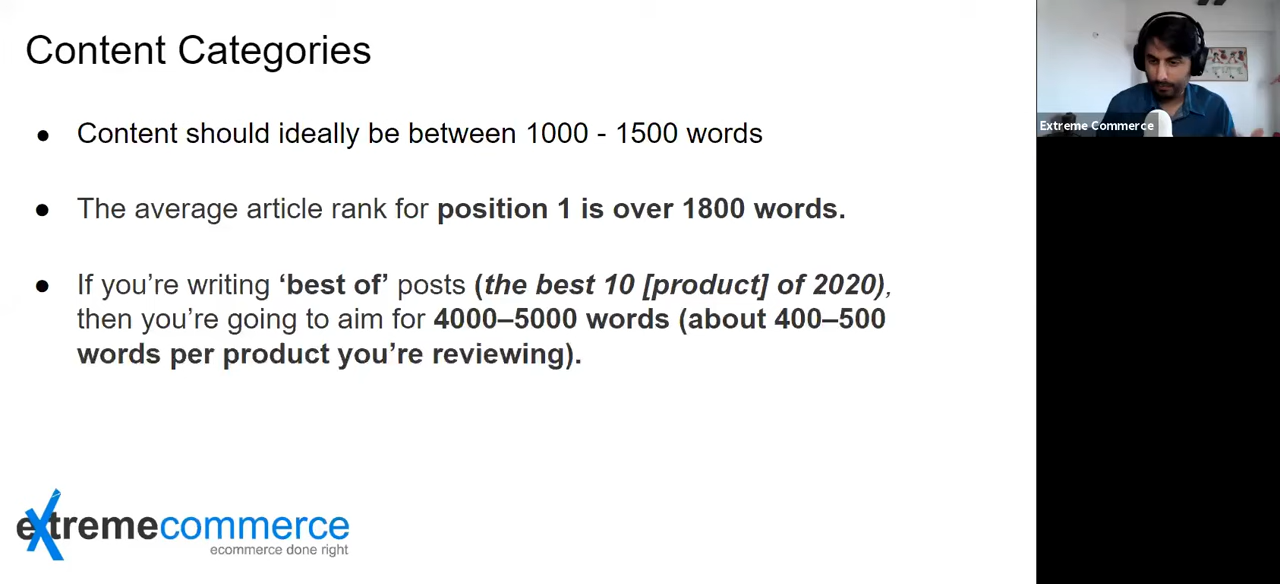 Content Categories
● Content should ideally be between 1000 - 1500 words
● The average article rank for position 1 is over 1800 words.
● If you’re writing ‘best of’ posts (the best 10 [product] of 2020),
then you’re going to aim for 4000–5000 words (about 400–500
words per product you’re reviewing).
extremecommerce
ecommerce done right
Extreme Commerce